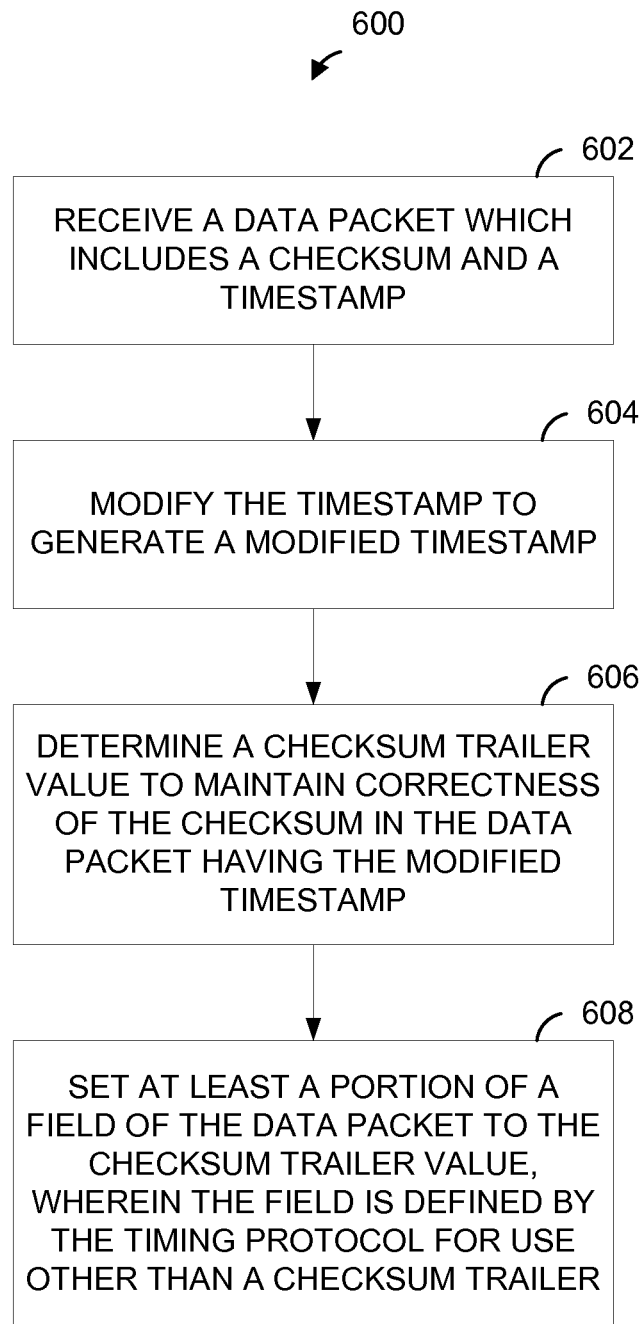 600
602
RECEIVE A DATA PACKET WHICH
INCLUDES A CHECKSUM AND A
TIMESTAMP
604
MODIFY THE TIMESTAMP TO
GENERATE A MODIFIED TIMESTAMP
606
DETERMINE A CHECKSUM TRAILER
VALUE TO MAINTAIN CORRECTNESS
OF THE CHECKSUM IN THE DATA
PACKET HAVING THE MODIFIED
TIMESTAMP
608
SET AT LEAST A PORTION OF A
FIELD OF THE DATA PACKET TO THE
CHECKSUM TRAILER VALUE,
WHEREIN THE FIELD IS DEFINED BY
THE TIMING PROTOCOL FOR USE
OTHER THAN A CHECKSUM TRAILER